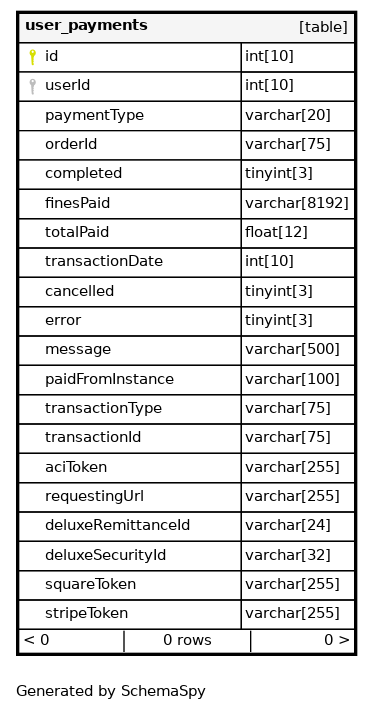 user_payments [table]
id int[10]
userId int[10]
paymentType varchar[20]
orderId varchar[75]
completed tinyint[3]
finesPaid varchar[8192]
totalPaid float[12]
transactionDate int[10]
cancelled tinyint[3]
error tinyint[3]
message varchar[500]
paidFromInstance varchar[100]
transactionType varchar[75]
transactionId varchar[75]
aciToken varchar[255]
requestingUrl varchar[255]
deluxeRemittanceId varchar[24]
deluxeSecurityId varchar[32]
squareToken varchar[255]
stripeToken varchar[255]
< 0 0 rows 0 >
Generated by SchemaSpy